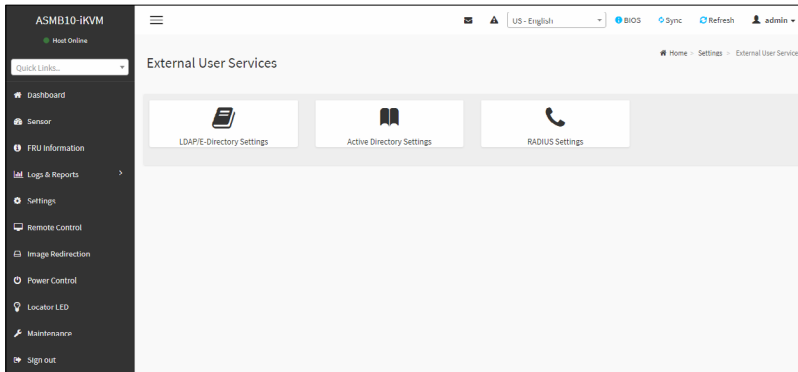 ASMB10-iKVM
Host Online
Quick Links...
Dashboard
Sensor
FRU Information
Logs & Reports
Settings
Remote Control
Image Redirection
Power Control
Locator LED
Maintenance
Sign out
US - English
BIOS
Sync
Refresh
admin
External User Services
Home > Settings > External User Service
LDAP/E-Directory Settings
Active Directory Settings
RADIUS Settings